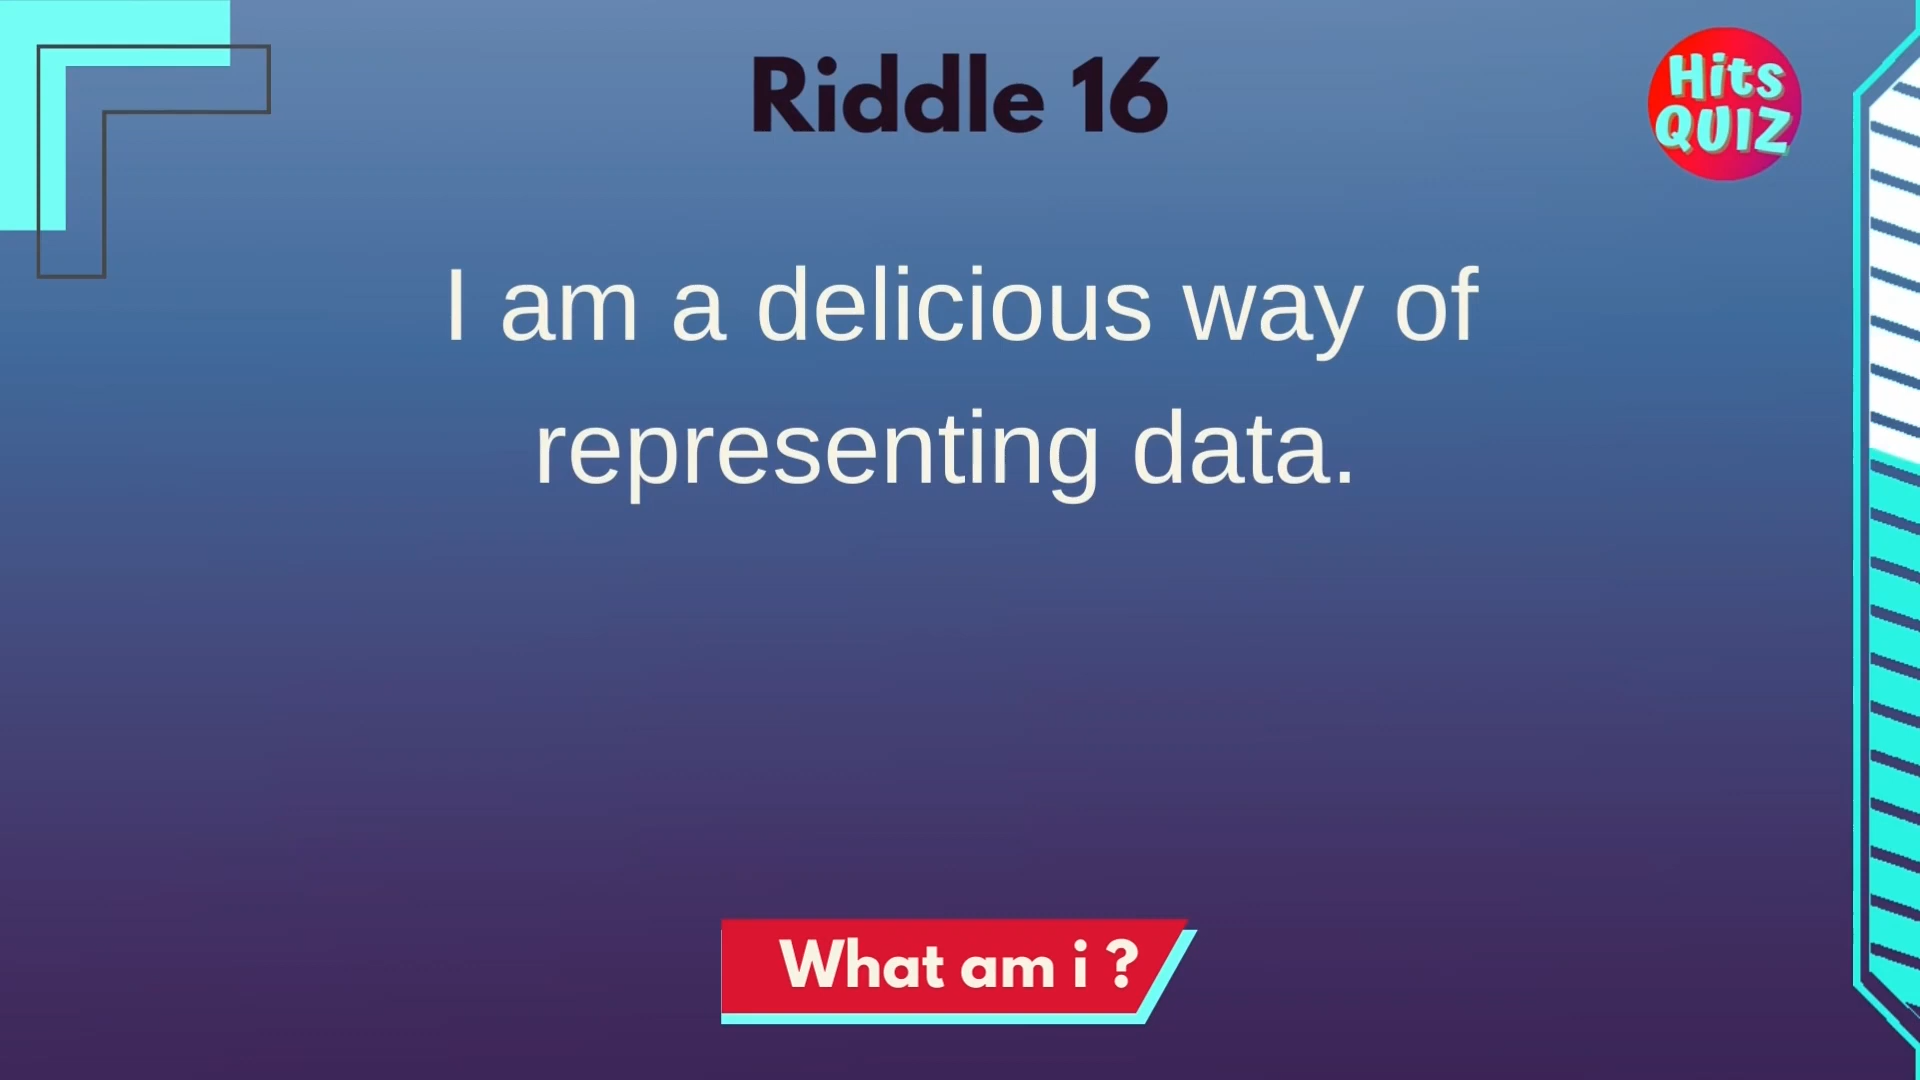 Riddle 16
Hits
QUIZ
I am a delicious way of
representing data.
What am i ?